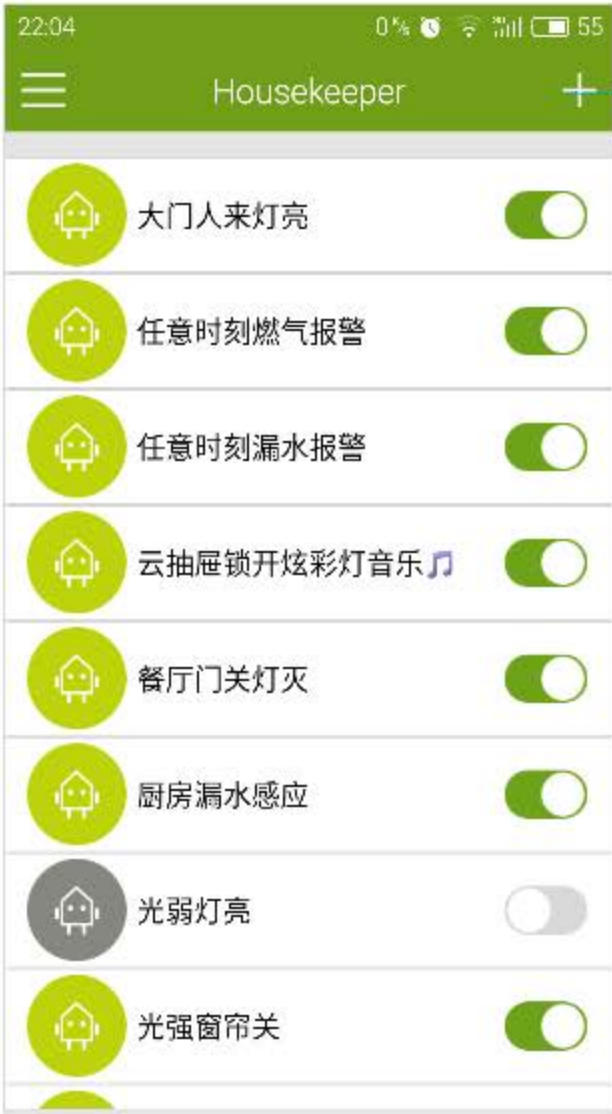 22:04
0 K/s 55
Housekeeper
大门人来灯亮
任意时刻燃气报警
任意时刻漏水报警
云抽屉锁开炫彩灯音乐🎵
餐厅门关灯灭
厨房漏水感应
光弱灯亮
光强窗帘关